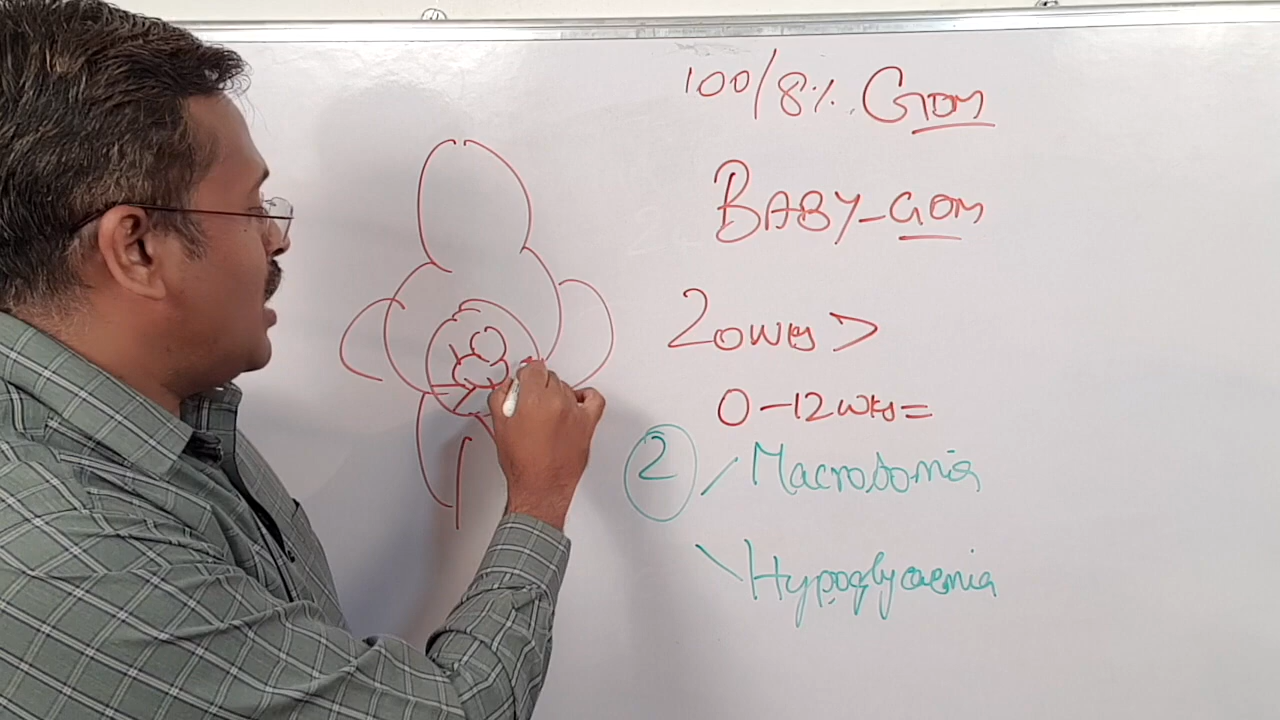 100/8% GDM
BABY-GDM
20wks >
0-12wks=
2 Macrosomia
Hypoglycaemia